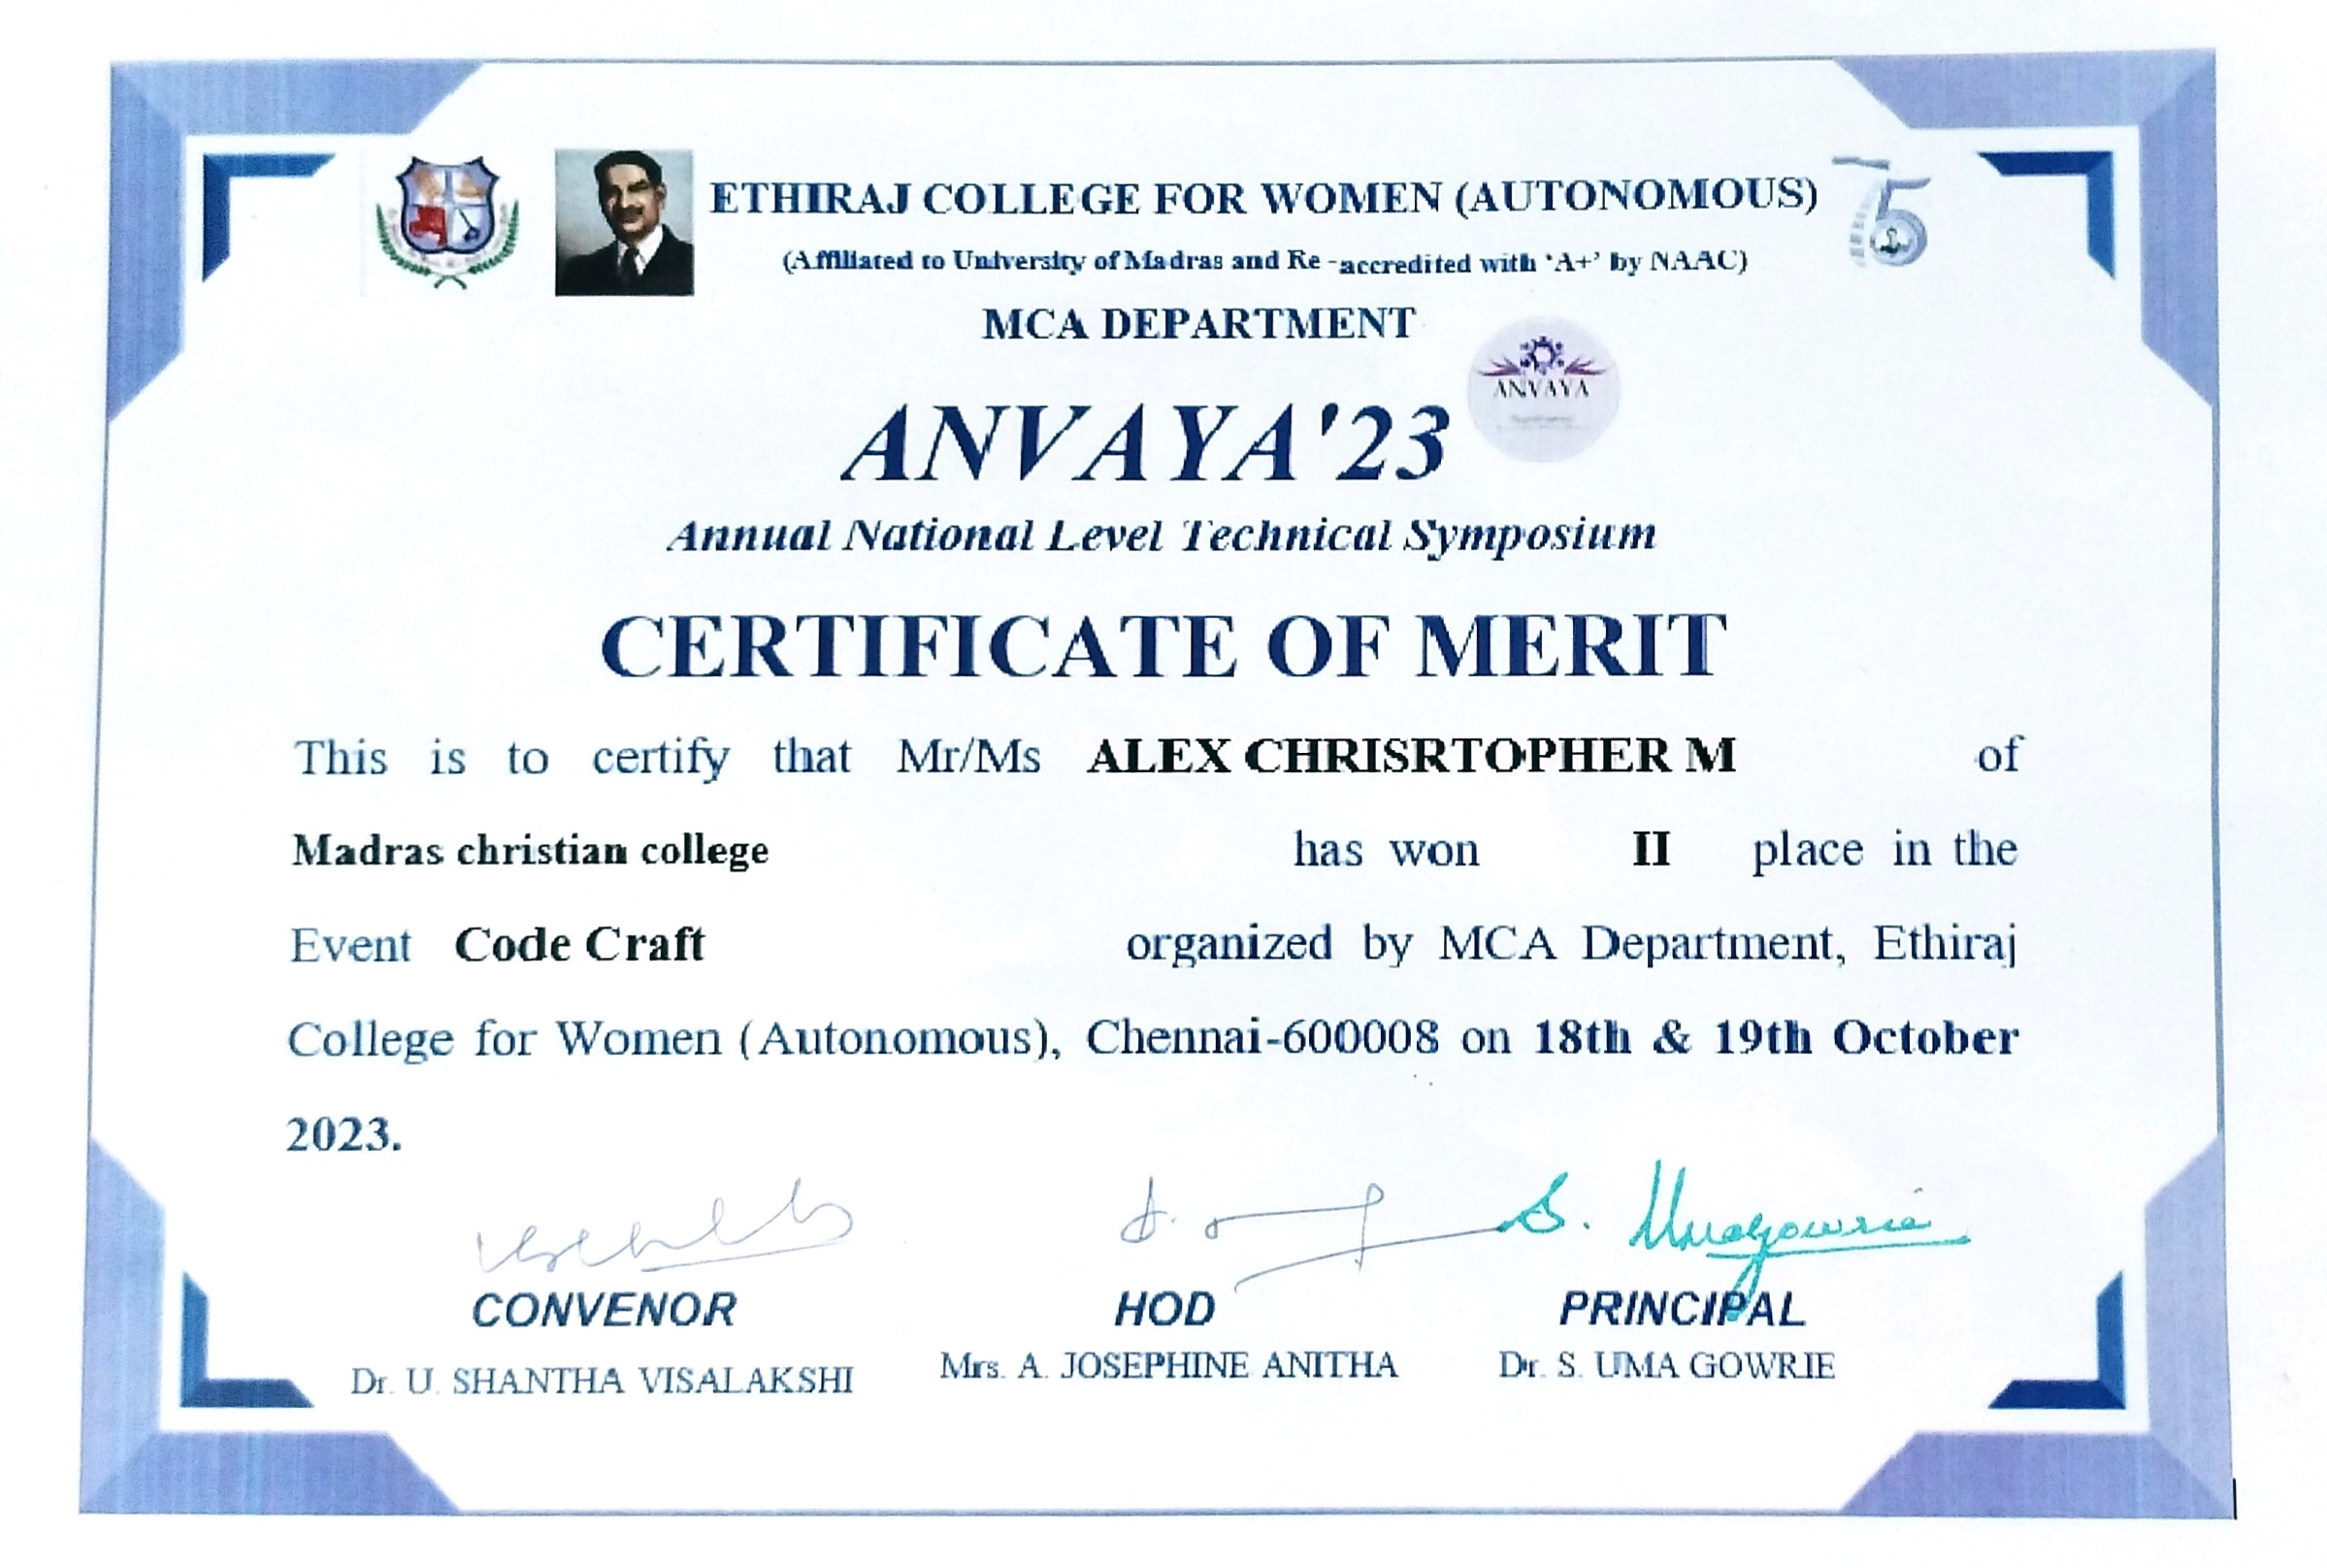 ETHIRAJ COLLEGE FOR WOMEN (AUTONOMOUS)
75
(Affiliated to University of Madras and Re-accredited with 'A+' by NAAC)
MCA DEPARTMENT
ANVAYA
ANVAYA'23
Annual National Level Technical Symposium
CERTIFICATE OF MERIT
This is to certify that Mr/Ms ALEX CHRISRTOPHER M of
Madras christian college has won II place in the
Event Code Craft organized by MCA Department, Ethiraj
College for Women (Autonomous), Chennai-600008 on 18th & 19th October
2023.
S. Umagowrie
CONVENOR HOD PRINCIPAL
Dr. U. SHANTHA VISALAKSHI Mrs. A. JOSEPHINE ANITHA Dr. S. UMA GOWRIE